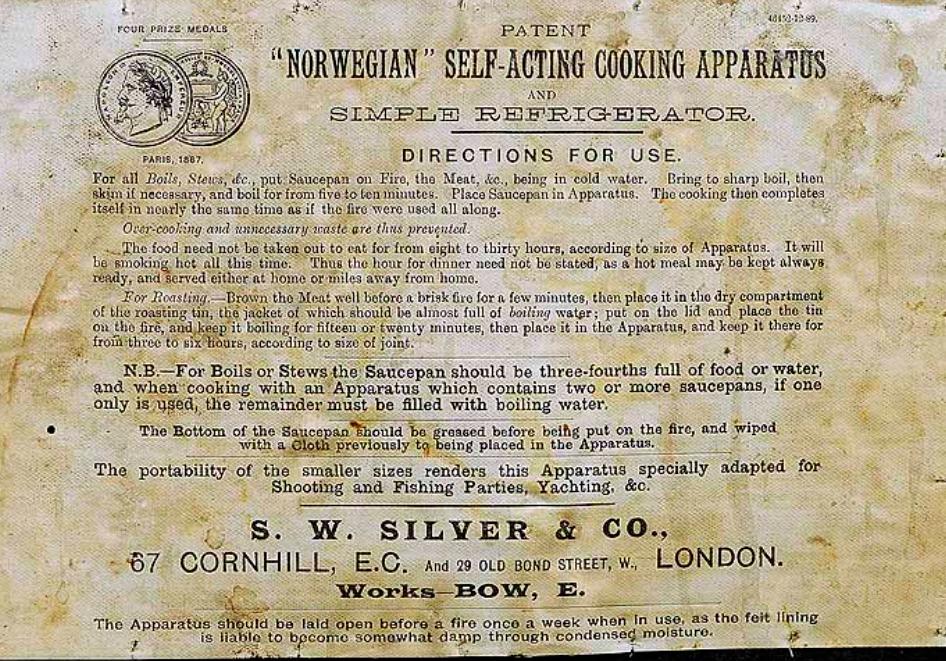 FOUR PRIZE MEDALS
PARIS, 1867.
PATENT
"NORWEGIAN" SELF-ACTING COOKING APPARATUS
AND
SIMPLE REFRIGERATOR.
DIRECTIONS FOR USE.
For all Boils, Stews, &c., put Saucepan on Fire, the Meat, &c., being in cold water. Bring to sharp boil, then
skim if necessary, and boil for from five to ten minutes. Place Saucepan in Apparatus. The cooking then completes
itself in nearly the same time as if the fire were used all along.
Over-cooking and unnecessary waste are thus prevented.
The food need not be taken out to eat for from eight to thirty hours, according to size of Apparatus. It will
be smoking hot all this time. Thus the hour for dinner need not be stated, as a hot meal may be kept always
ready, and served either at home or miles away from home.
For Roasting.—Brown the Meat well before a brisk fire for a few minutes, then place it in the dry compartment
of the roasting tin, the jacket of which should be almost full of boiling water; put on the lid and place the tin
on the fire, and keep it boiling for fifteen or twenty minutes, then place it in the Apparatus, and keep it there for
from three to six hours, according to size of joint.
N.B.—For Boils or Stews the Saucepan should be three-fourths full of food or water,
and when cooking with an Apparatus which contains two or more saucepans, if one
only is used, the remainder must be filled with boiling water.
The Bottom of the Saucepan should be greased before being put on the fire, and wiped
with a Cloth previously to being placed in the Apparatus.
The portability of the smaller sizes renders this Apparatus specially adapted for
Shooting and Fishing Parties, Yachting, &c.
S. W. SILVER & CO.,
67 CORNHILL, E.C. And 29 OLD BOND STREET, W., LONDON.
Works—BOW, E.
The Apparatus should be laid open before a fire once a week when in use, as the felt lining
is liable to become somewhat damp through condensed moisture.